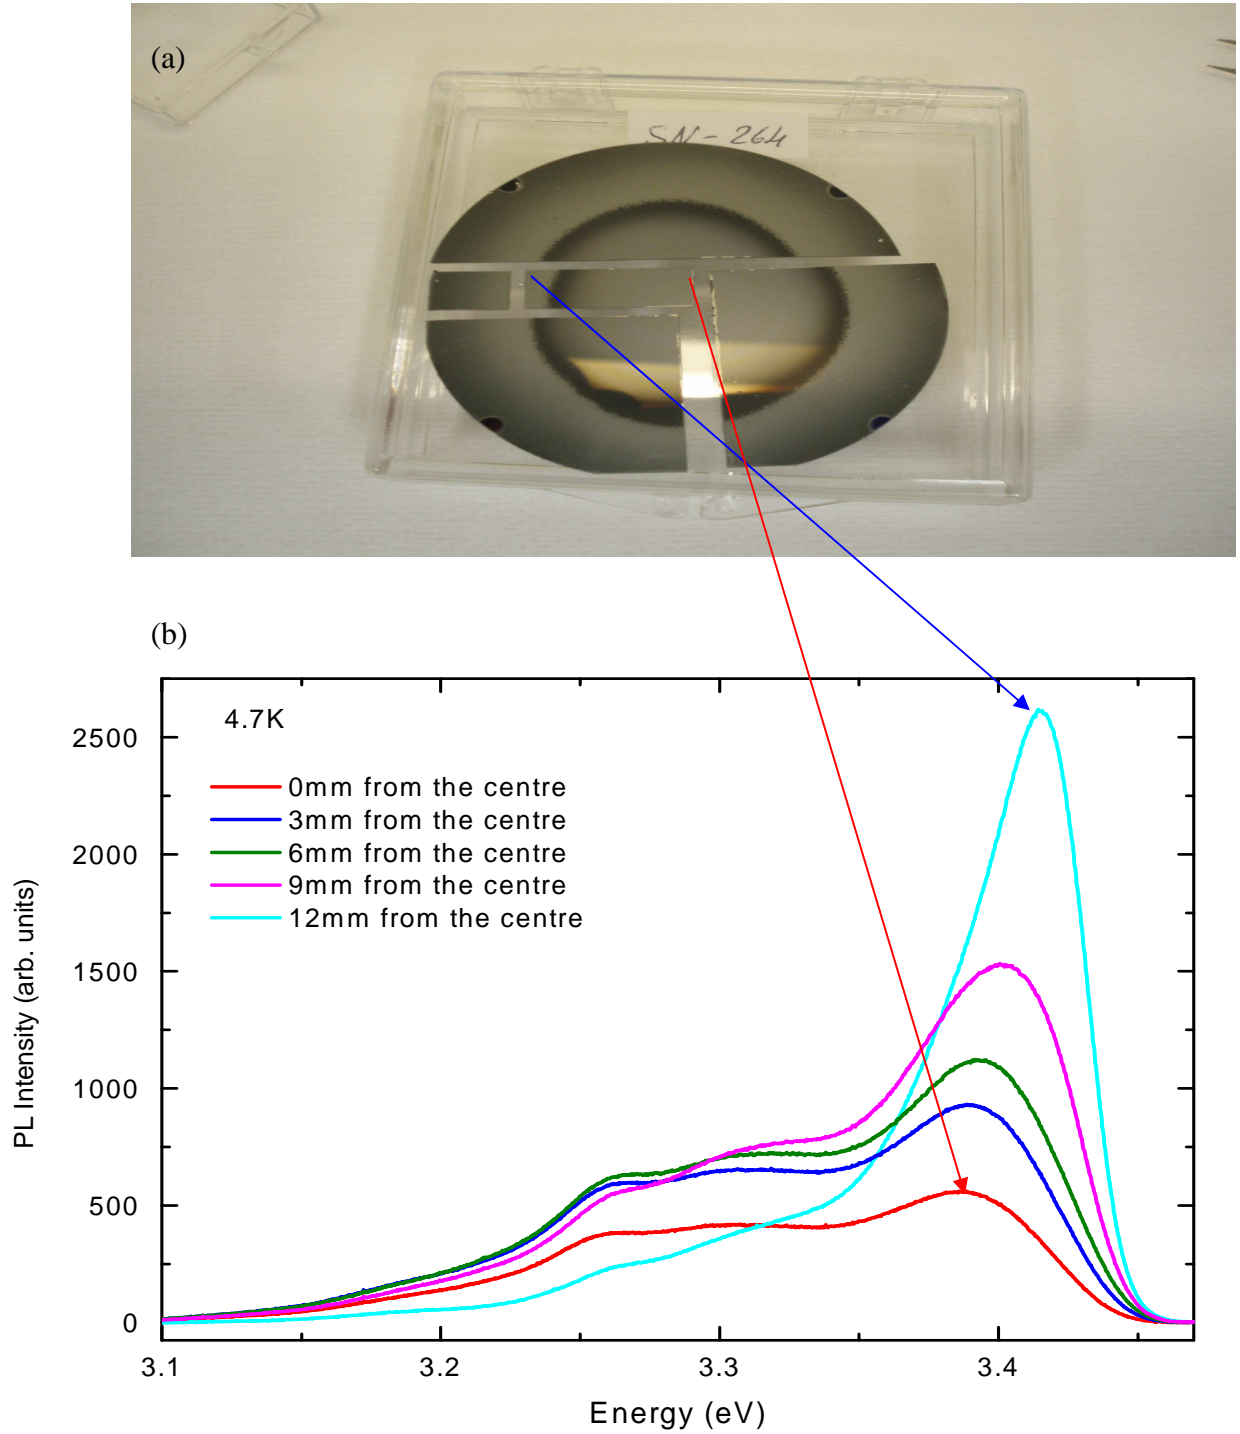 (a)
SN-264
(b)
4.7K
0mm from the centre
3mm from the centre
6mm from the centre
9mm from the centre
12mm from the centre
2500
2000
1500
1000
500
0
PL Intensity (arb. units)
3.1 3.2 3.3 3.4
Energy (eV)